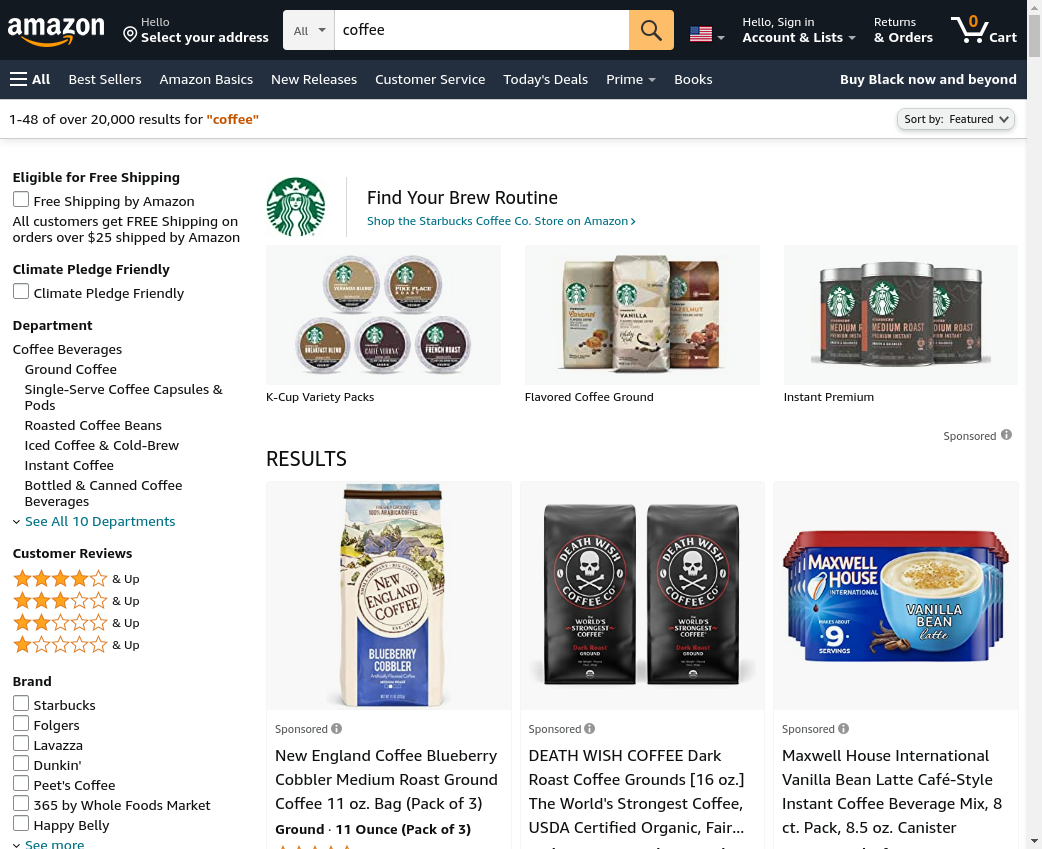 amazon
Hello
Select your address
All
coffee
Hello, Sign in
Account & Lists
Returns
& Orders
0
Cart
All
Best Sellers
Amazon Basics
New Releases
Customer Service
Today's Deals
Prime
Books
Buy Black now and beyond
1-48 of over 20,000 results for "coffee"
Sort by: Featured
Eligible for Free Shipping
Free Shipping by Amazon
All customers get FREE Shipping on
orders over $25 shipped by Amazon
Climate Pledge Friendly
Climate Pledge Friendly
Department
Coffee Beverages
Ground Coffee
Single-Serve Coffee Capsules &
Pods
Roasted Coffee Beans
Iced Coffee & Cold-Brew
Instant Coffee
Bottled & Canned Coffee
Beverages
See All 10 Departments
Customer Reviews
& Up
& Up
& Up
& Up
Brand
Starbucks
Folgers
Lavazza
Dunkin'
Peet's Coffee
365 by Whole Foods Market
Happy Belly
See more
Find Your Brew Routine
Shop the Starbucks Coffee Co. Store on Amazon
VERANDA BLEND
PIKE PLACE
ROAST
BREAKFAST BLEND
CAFFÈ VERONA
FRENCH ROAST
K-Cup Variety Packs
Caramel
VANILLA
HAZELNUT
Flavored Coffee Ground
MEDIUM R
PREMIUM INST
MEDIUM ROAST
PREMIUM INSTANT
UM ROAST
Instant Premium
Sponsored
RESULTS
FRESHLY GROUND
100% ARABICA COFFEE
NEW
ENGLAND
COFFEE
BLUEBERRY
COBBLER
Artificially Flavored Coffee
DEATH WISH
COFFEE CO
THE
WORLD'S
STRONGEST
COFFEE
Dark Roast
GROUND
DEATH WISH
COFFEE CO
THE
WORLD'S
STRONGEST
COFFEE
Dark Roast
GROUND
MAXWELL
HOUSE
INTERNATIONAL
VANILLA
BEAN
latte
MAKES ABOUT
9
SERVINGS
Sponsored
New England Coffee Blueberry
Cobbler Medium Roast Ground
Coffee 11 oz. Bag (Pack of 3)
Ground · 11 Ounce (Pack of 3)
Sponsored
DEATH WISH COFFEE Dark
Roast Coffee Grounds [16 oz.]
The World's Strongest Coffee,
USDA Certified Organic, Fair...
Sponsored
Maxwell House International
Vanilla Bean Latte Café-Style
Instant Coffee Beverage Mix, 8
ct. Pack, 8.5 oz. Canister